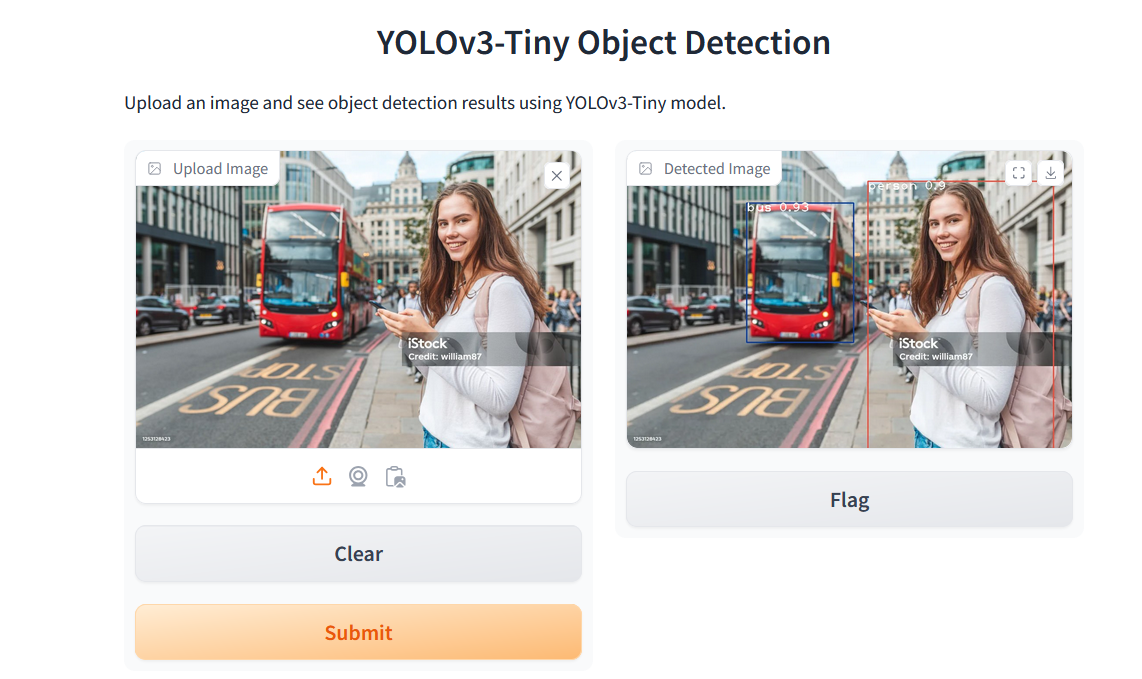 YOLOv3-Tiny Object Detection
Upload an image and see object detection results using YOLOv3-Tiny model.
Upload Image
iStock
Credit: william87
BUS
STOP
1253128423
Clear
Submit
Detected Image
person 0.9
bus 0.93
iStock
Credit: william87
BUS
STOP
1253128423
Flag